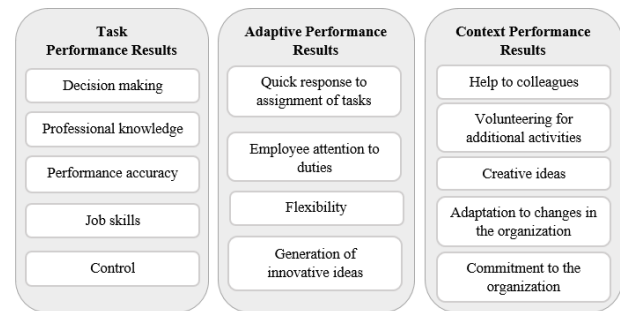 Task
Performance Results
Decision making
Professional knowledge
Performance accuracy
Job skills
Control
Adaptive Performance
Results
Quick response to
assignment of tasks
Employee attention to
duties
Flexibility
Generation of
innovative ideas
Context Performance
Results
Help to colleagues
Volunteering for
additional activities
Creative ideas
Adaptation to changes in
the organization
Commitment to the
organization